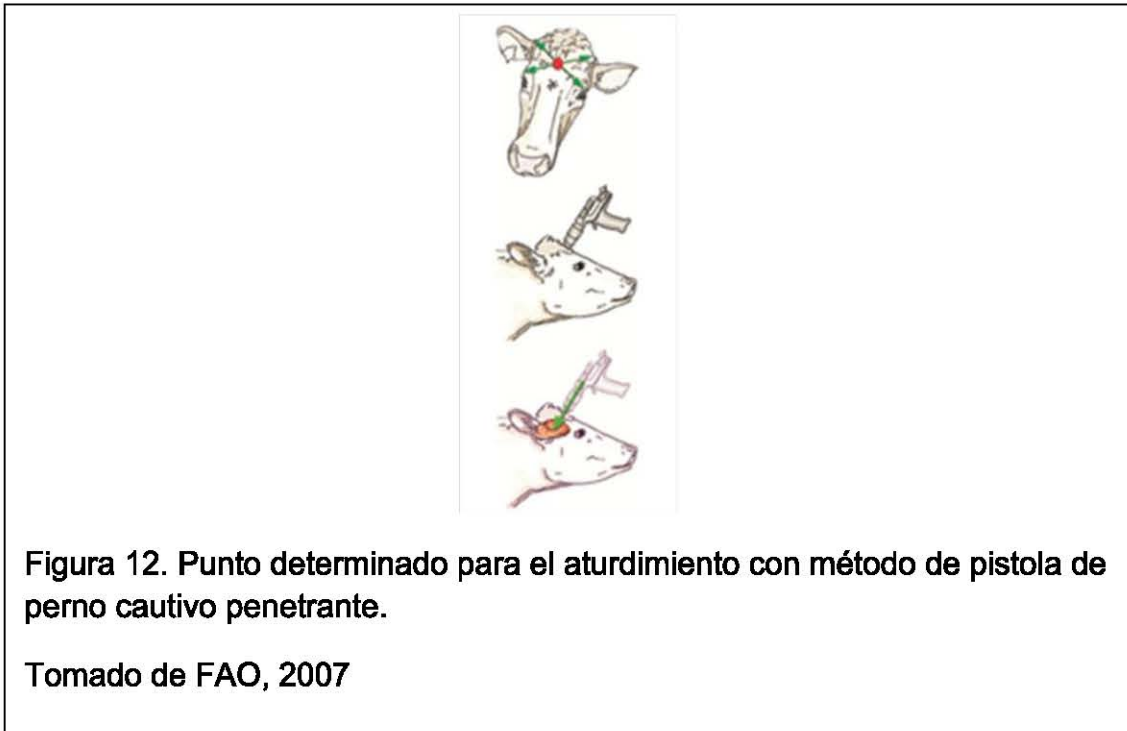 Figura 12. Punto determinado para el aturdimiento con método de pistola de
perno cautivo penetrante.
Tomado de FAO, 2007